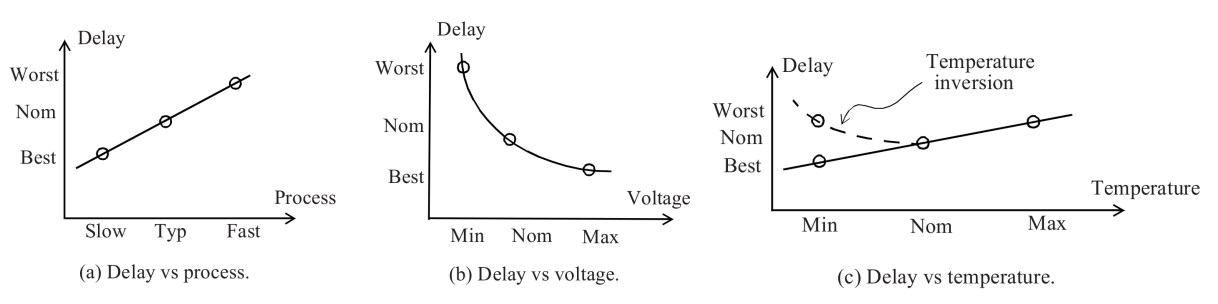 Delay
Worst
Nom
Best
Process
Slow Typ Fast
(a) Delay vs process.
Delay
Worst
Nom
Best
Voltage
Min Nom Max
(b) Delay vs voltage.
Delay
Temperature
inversion
Worst
Nom
Best
Temperature
Min Nom Max
(c) Delay vs temperature.